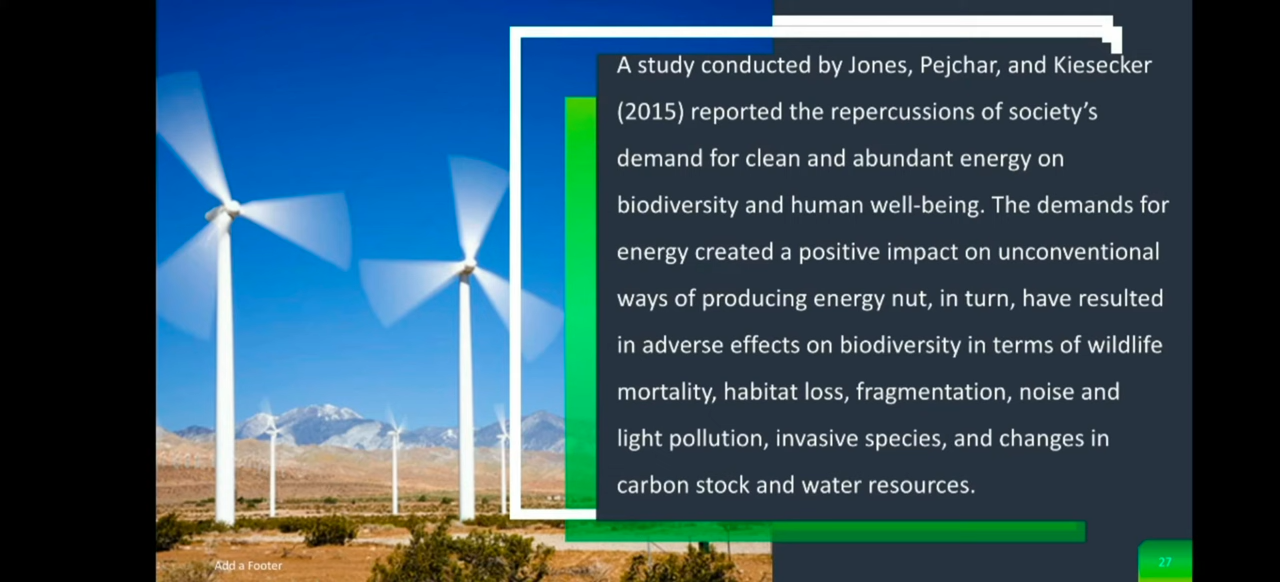 A study conducted by Jones, Pejchar, and Kiesecker
(2015) reported the repercussions of society's
demand for clean and abundant energy on
biodiversity and human well-being. The demands for
energy created a positive impact on unconventional
ways of producing energy nut, in turn, have resulted
in adverse effects on biodiversity in terms of wildlife
mortality, habitat loss, fragmentation, noise and
light pollution, invasive species, and changes in
carbon stock and water resources.
Add a Footer
27